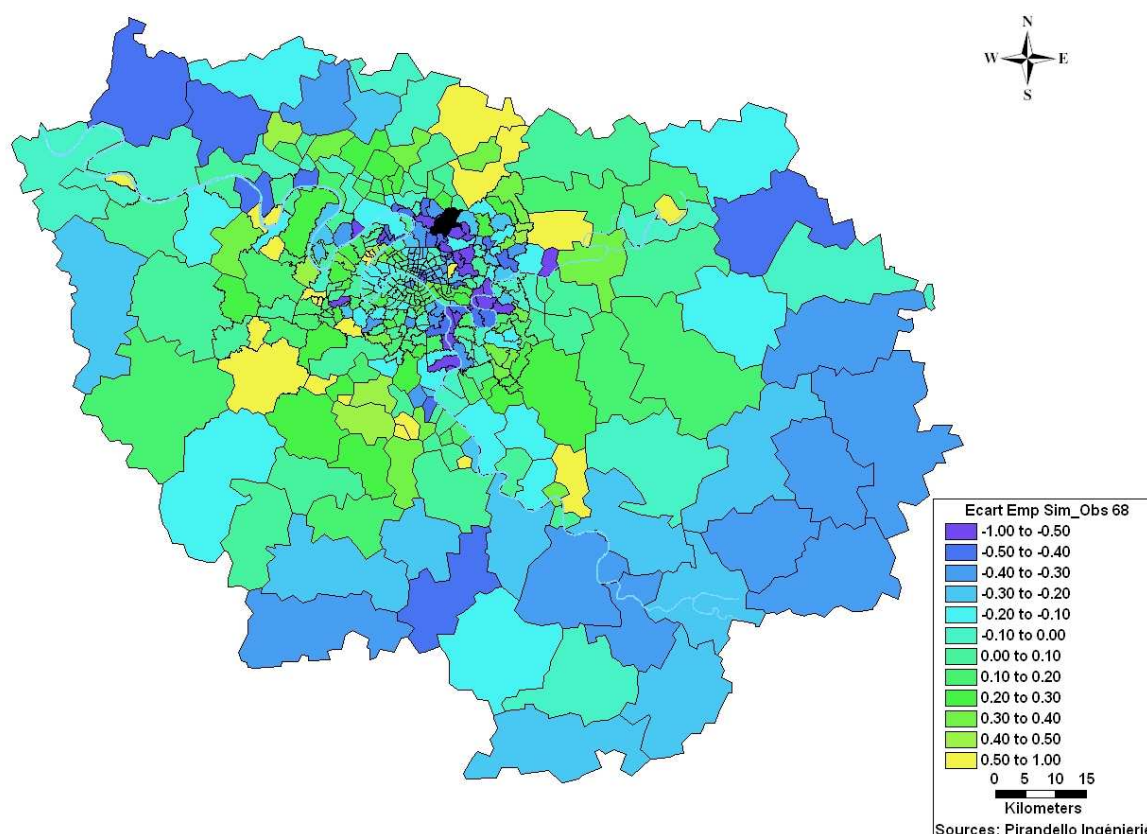 N
W E
S
Ecart Emp Sim_Obs 68
-1.00 to -0.50
-0.50 to -0.40
-0.40 to -0.30
-0.30 to -0.20
-0.20 to -0.10
-0.10 to 0.00
0.00 to 0.10
0.10 to 0.20
0.20 to 0.30
0.30 to 0.40
0.40 to 0.50
0.50 to 1.00
0 5 10 15
Kilometers
Sources: Pirandello Ingénierie